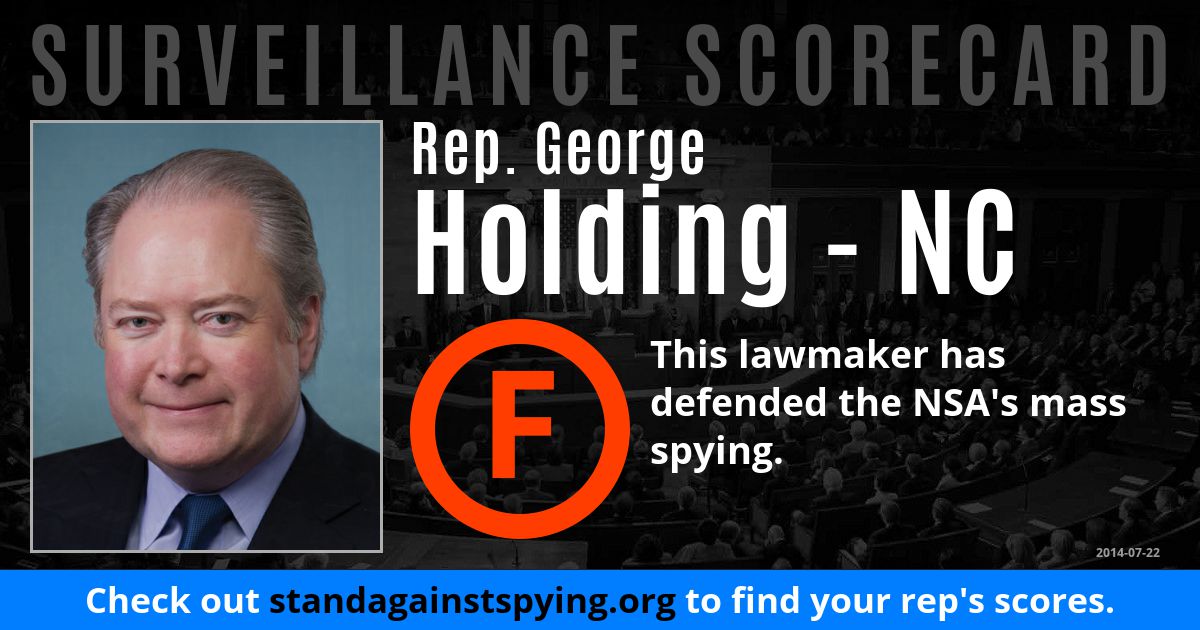 SURVEILLANCE SCORECARD
Rep. George
Holding - NC
F
This lawmaker has
defended the NSA's mass
spying.
2014-07-22
Check out standagainstspying.org to find your rep's scores.